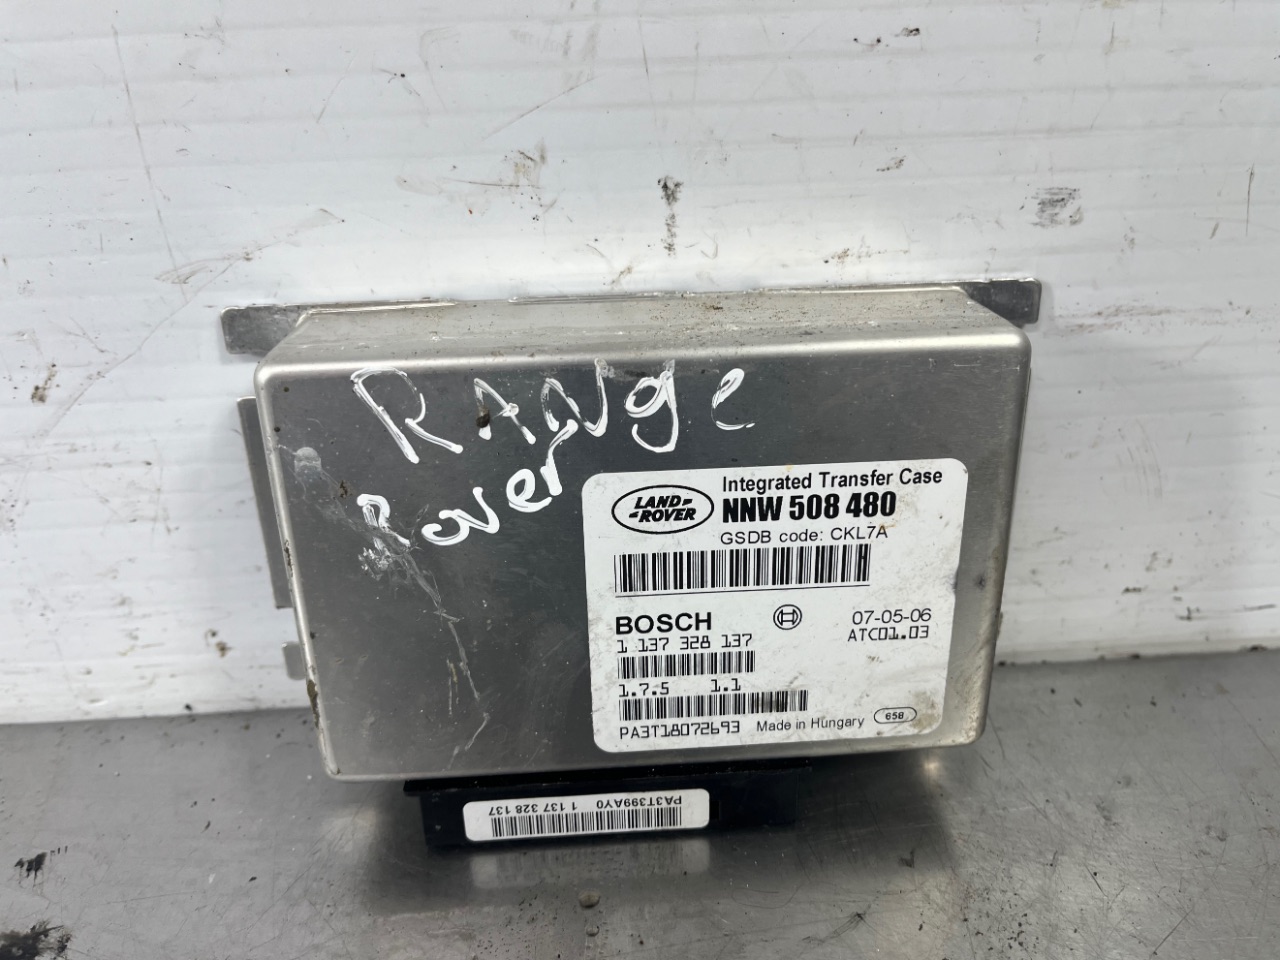 RANge
Rover
LAND-
-ROVER
Integrated Transfer Case
NNW 508 480
GSDB code: CKL7A
BOSCH
07-05-06
1 137 328 137
ATC01.03
1.7.5 1.1
PA3T18072693 Made in Hungary 658
PA3T399AY0 1 137 328 137